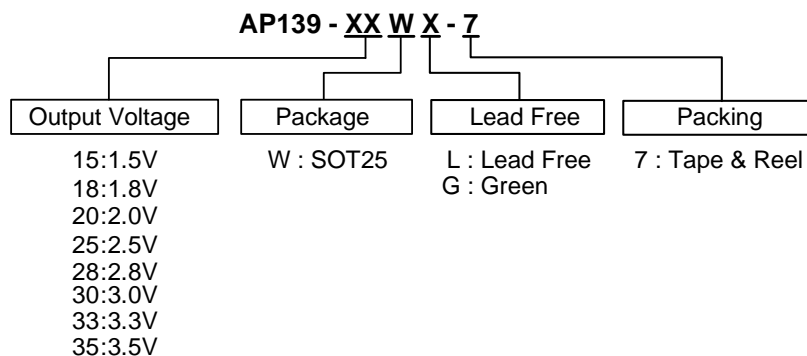 AP139 - XX W X - 7
Output Voltage
Package
Lead Free
Packing
15:1.5V
18:1.8V
20:2.0V
25:2.5V
28:2.8V
30:3.0V
33:3.3V
35:3.5V
W : SOT25
L : Lead Free
G : Green
7 : Tape & Reel